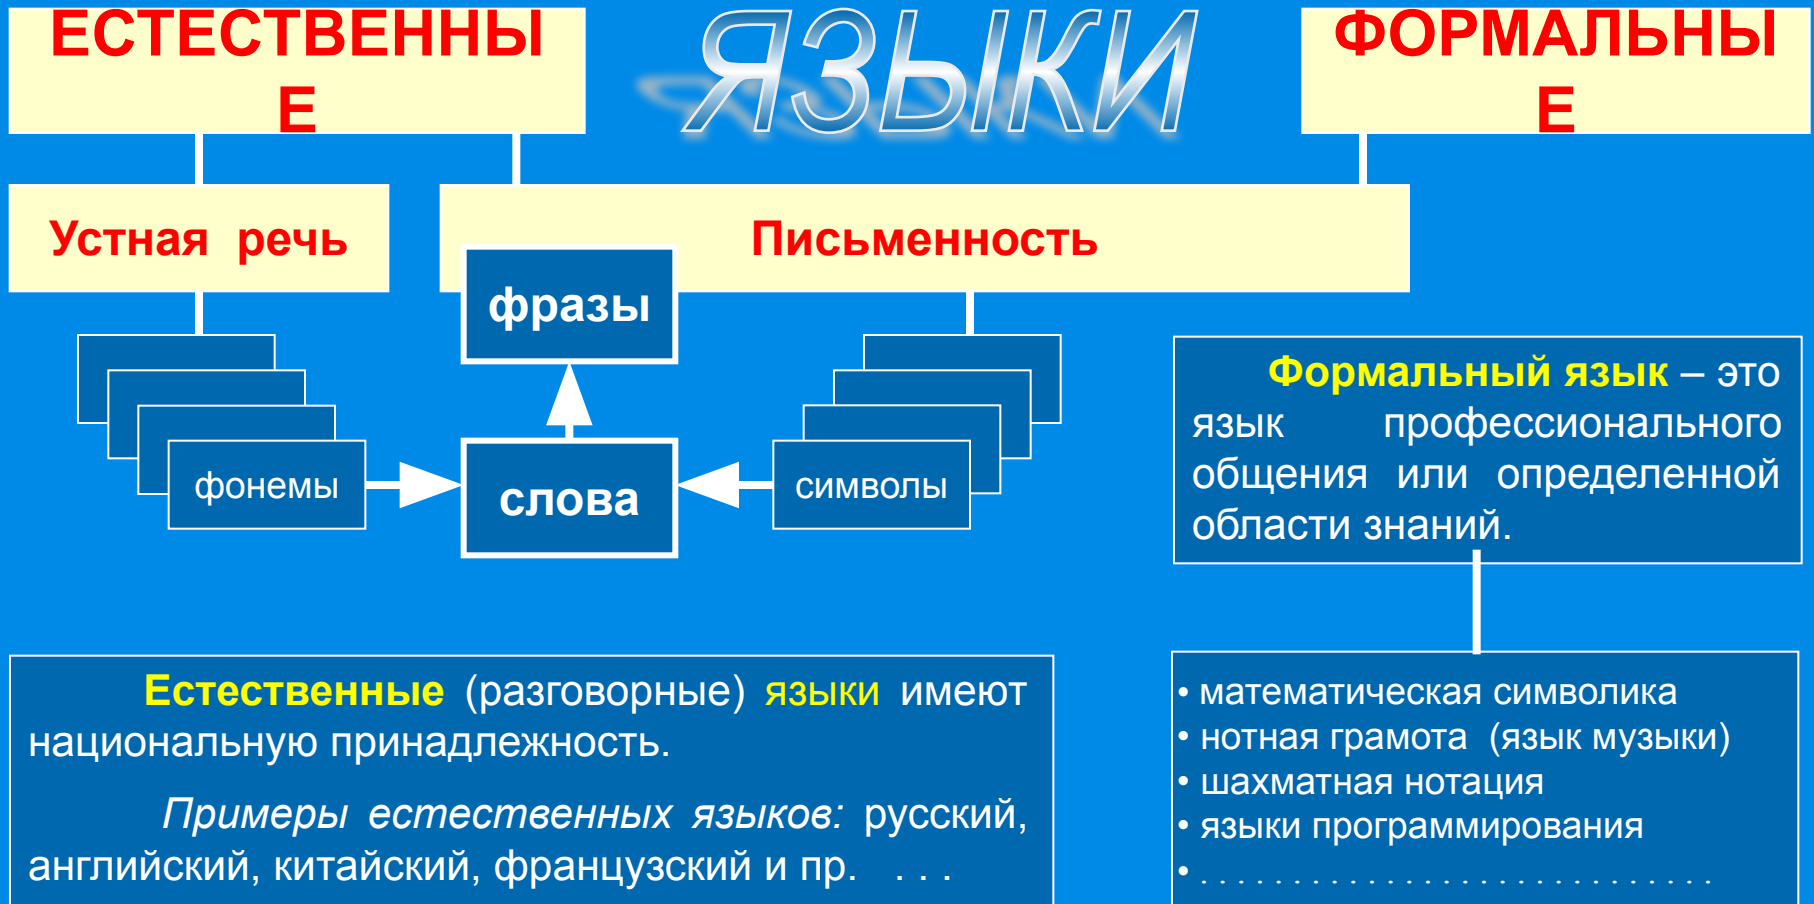 ЕСТЕСТВЕННЫ
Е
ЯЗЫКИ
ФОРМАЛЬНЫ
Е
Устная речь
Письменность
фразы
фонемы
слова
символы
Формальный язык – это
язык профессионального
общения или определенной
области знаний.
Естественные (разговорные) языки имеют
национальную принадлежность.
Примеры естественных языков: русский,
английский, китайский, французский и пр. . . .
• математическая символика
• нотная грамота (язык музыки)
• шахматная нотация
• языки программирования
• . . . . . . . . . . . . . . . . . . . . . . . . . . . .